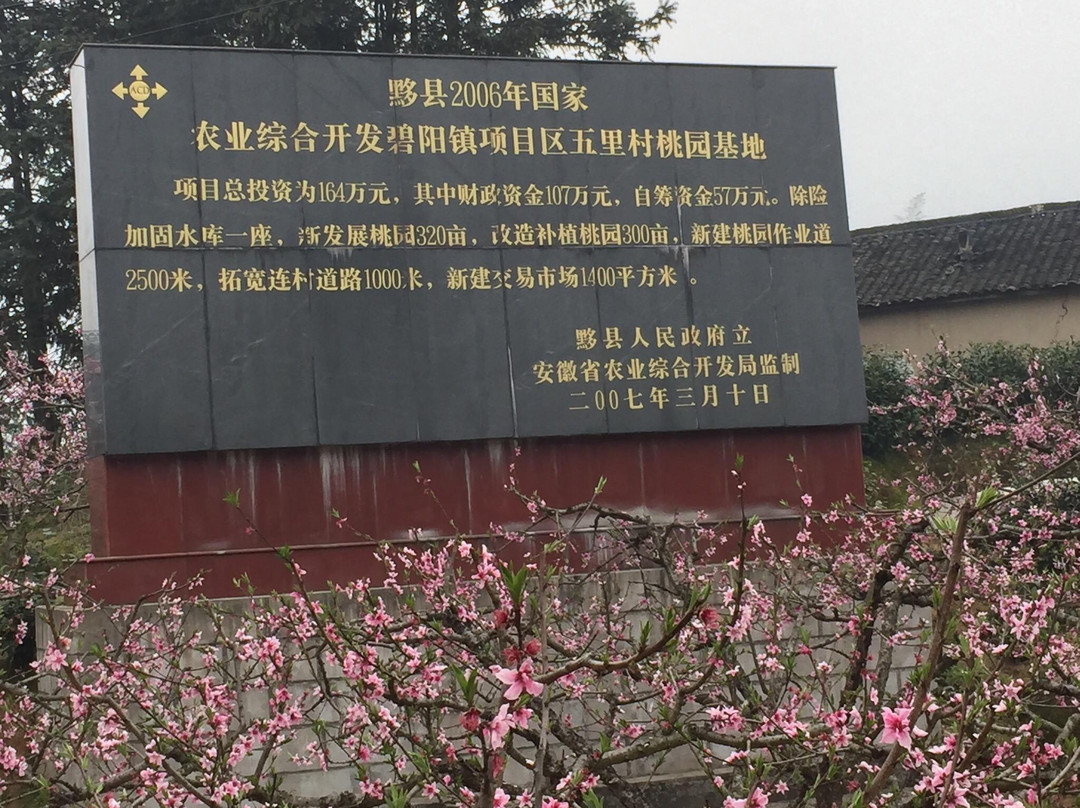 ACD
黟县2006年国家
农业综合开发碧阳镇项目区五里村桃园基地
项目总投资为164万元，其中财政资金107万元，自筹资金57万元。除险
加固水库一座，新发展桃园320亩，改造补植桃园300亩，新建桃园作业道
2500米，拓宽连村道路1000米，新建交易市场1400平方米。
黟县人民政府立
安徽省农业综合开发局监制
二00七年三月十日